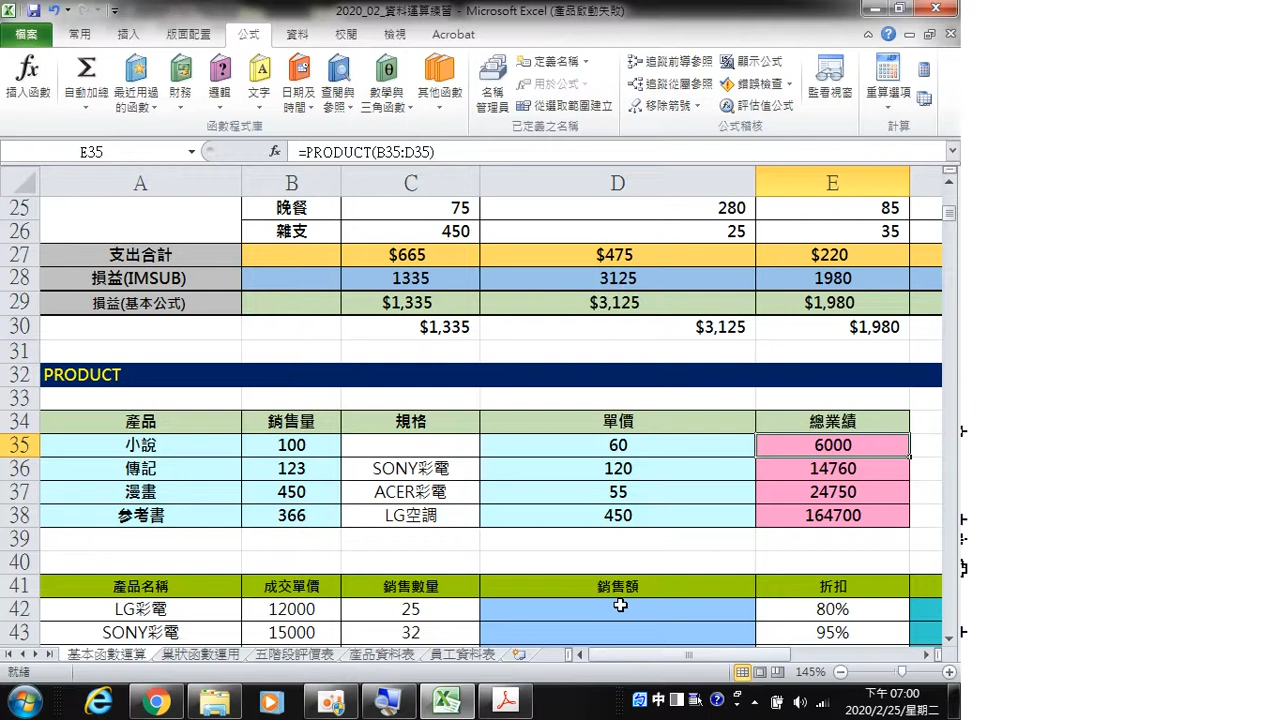 2020_02_資料運算練習 - Microsoft Excel (產品啟動失敗)
檔案 常用 插入 版面配置 公式 資料 校閱 檢視 Acrobat
插入函數 自動加總 最近用過的函數 財務 邏輯 文字 日期及時間 查閱與參照 數學與三角函數 其他函數 名稱管理員 定義名稱 用於公式 從選取範圍建立 追蹤前導參照 追蹤從屬參照 移除箭號 顯示公式 錯誤檢查 評估值公式 監看視窗 重算選項
函數程式庫 已定義之名稱 公式稽核 計算
E35 fx =PRODUCT(B35:D35)
A B C D E
25 晚餐 75 280 85
26 雜支 450 25 35
27 支出合計 $665 $475 $220
28 損益(IMSUB) 1335 3125 1980
29 損益(基本公式) $1,335 $3,125 $1,980
30 $1,335 $3,125 $1,980
31
32 PRODUCT
33
34 產品 銷售量 規格 單價 總業績
35 小說 100 60 6000
36 傳記 123 SONY彩電 120 14760
37 漫畫 450 ACER彩電 55 24750
38 參考書 366 LG空調 450 164700
39
40
41 產品名稱 成交單價 銷售數量 銷售額 折扣
42 LG彩電 12000 25 80%
43 SONY彩電 15000 32 95%
基本函數運算 巢狀函數運用 五階段評價表 產品資料表 員工資料表
就緒 145%
中 下午 07:00
2020/2/25/星期二